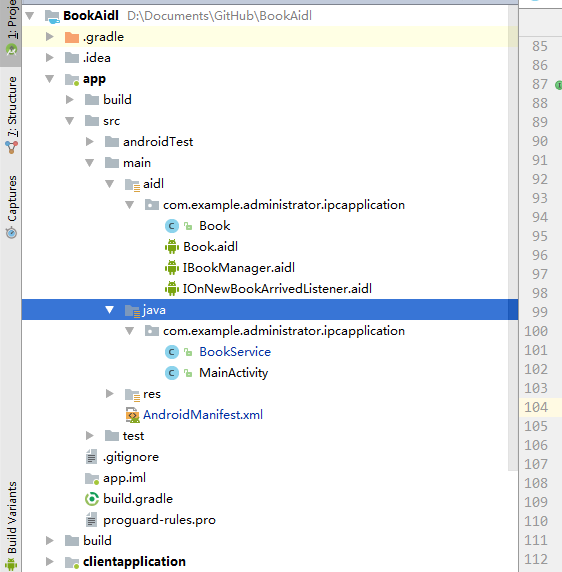 1: Proje
7: Structure
Captures
Build Variants
BookAidl D:\Documents\GitHub\BookAidl
.gradle
.idea
app
build
src
androidTest
main
aidl
com.example.administrator.ipcapplication
Book
Book.aidl
IBookManager.aidl
IOnNewBookArrivedListener.aidl
java
com.example.administrator.ipcapplication
BookService
MainActivity
res
AndroidManifest.xml
test
.gitignore
app.iml
build.gradle
proguard-rules.pro
build
clientapplication
85
86
87
88
89
90
91
92
93
94
95
96
97
98
99
100
101
102
103
104
105
106
107
108
109
110
111
112